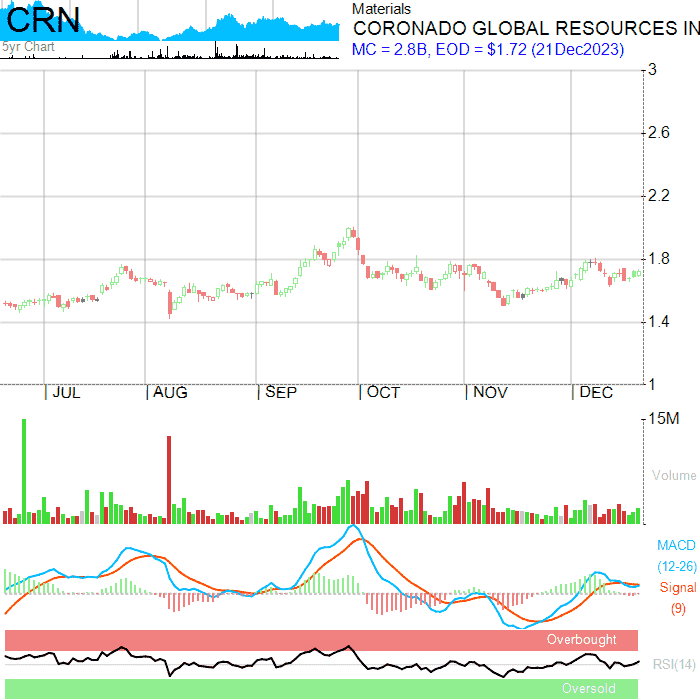 CRN
5yr Chart
Materials
CORONADO GLOBAL RESOURCES IN
MC = 2.8B, EOD = $1.72 (21Dec2023)
3
2.6
2.2
1.8
1.4
1
JUL AUG SEP OCT NOV DEC
15M
Volume
MACD
(12-26)
Signal
(9)
Overbought
RSI(14)
Oversold